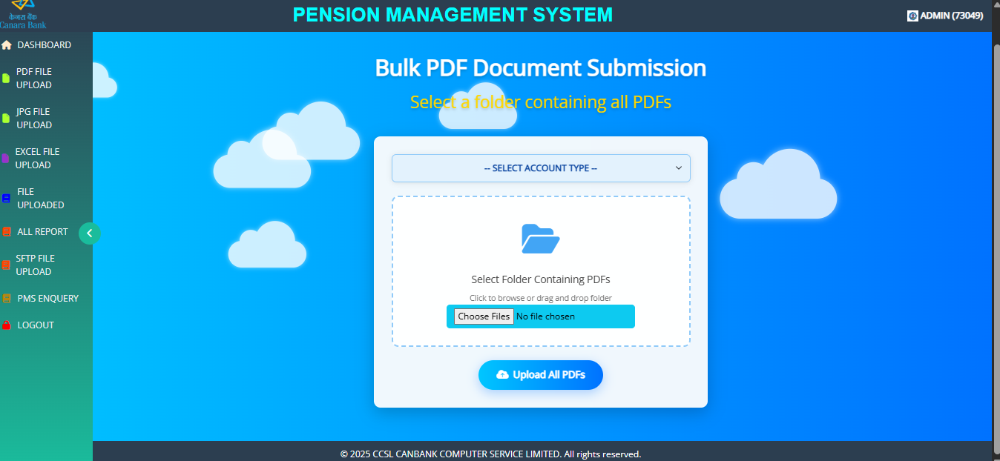 केनरा बैंक
Canara Bank
PENSION MANAGEMENT SYSTEM
ADMIN (73049)
DASHBOARD
PDF FILE
UPLOAD
JPG FILE
UPLOAD
EXCEL FILE
UPLOAD
FILE
UPLOADED
ALL REPORT
SFTP FILE
UPLOAD
PMS ENQUERY
LOGOUT
Bulk PDF Document Submission
Select a folder containing all PDFs
-- SELECT ACCOUNT TYPE --
Select Folder Containing PDFs
Click to browse or drag and drop folder
Choose Files No file chosen
Upload All PDFs
© 2025 CCSL CANBANK COMPUTER SERVICE LIMITED. All rights reserved.